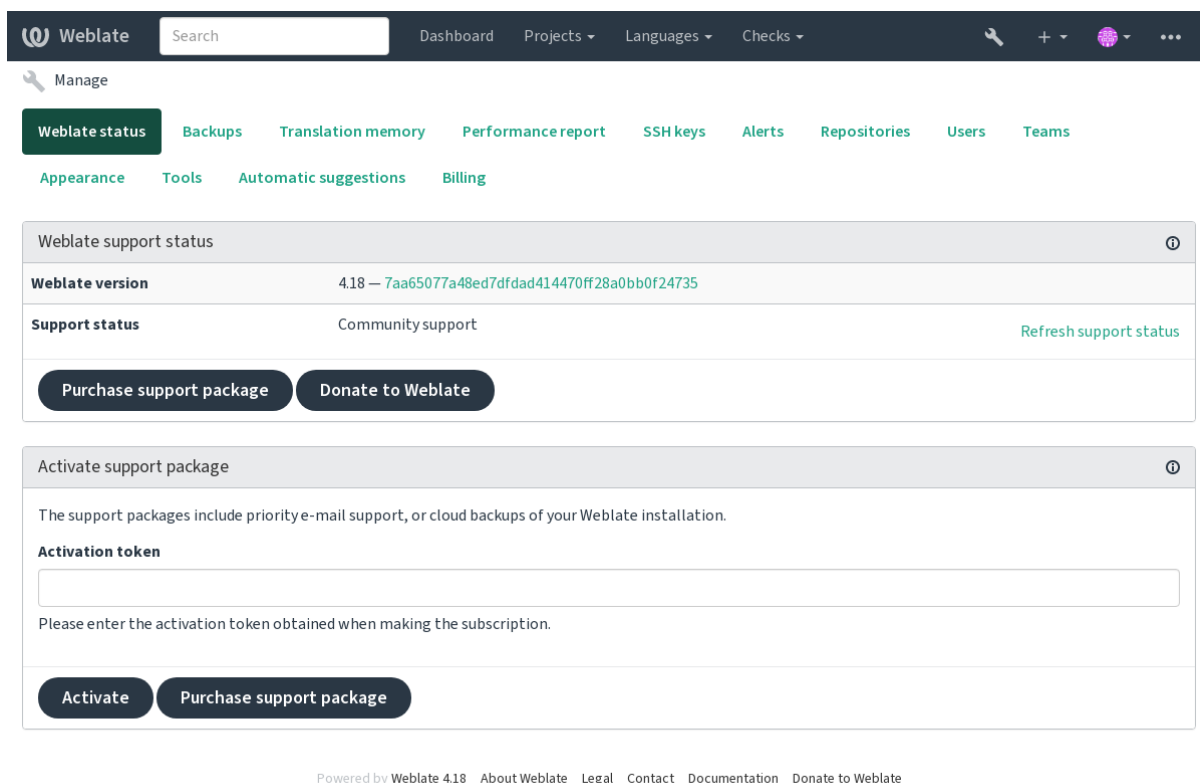 Weblate Search Dashboard Projects Languages Checks
Manage
Weblate status Backups Translation memory Performance report SSH keys Alerts Repositories Users Teams
Appearance Tools Automatic suggestions Billing
Weblate support status
Weblate version 4.18 — 7aa65077a48ed7dfdad414470ff28a0bb0f24735
Support status Community support Refresh support status
Purchase support package Donate to Weblate
Activate support package
The support packages include priority e-mail support, or cloud backups of your Weblate installation.
Activation token
Please enter the activation token obtained when making the subscription.
Activate Purchase support package
Powered by Weblate 4.18 About Weblate Legal Contact Documentation Donate to Weblate